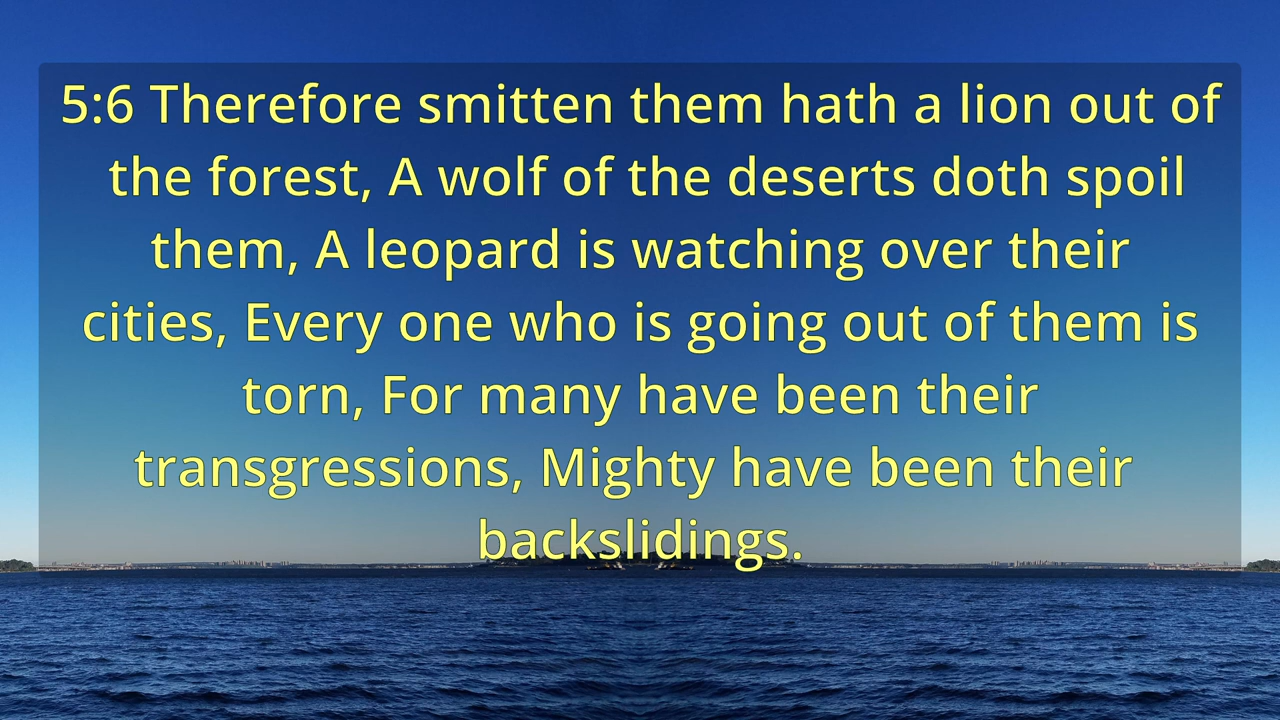 5:6 Therefore smitten them hath a lion out of
the forest, A wolf of the deserts doth spoil
them, A leopard is watching over their
cities, Every one who is going out of them is
torn, For many have been their
transgressions, Mighty have been their
backslidings.